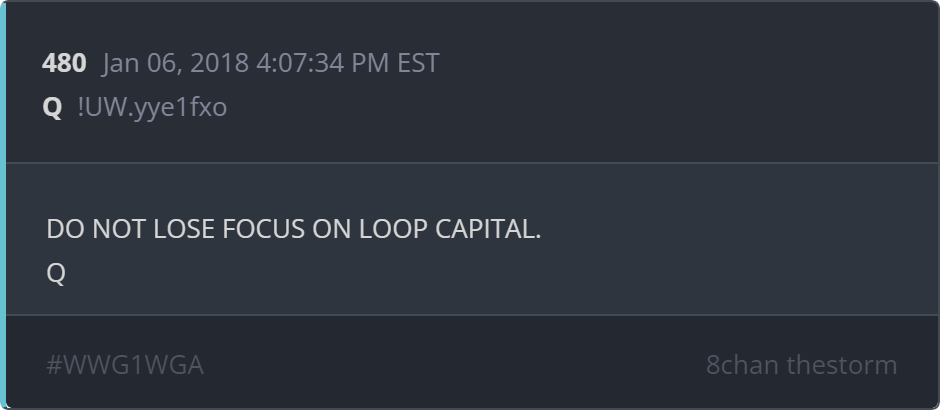 480 Jan 06, 2018 4:07:34 PM EST
Q !UW.yye1fxo
DO NOT LOSE FOCUS ON LOOP CAPITAL.
Q
#WWG1WGA 8chan thestorm